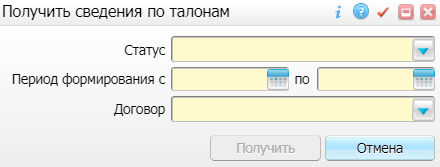 Получить сведения по талонам
Статус
Период формирования с по
Договор
Получить Отмена